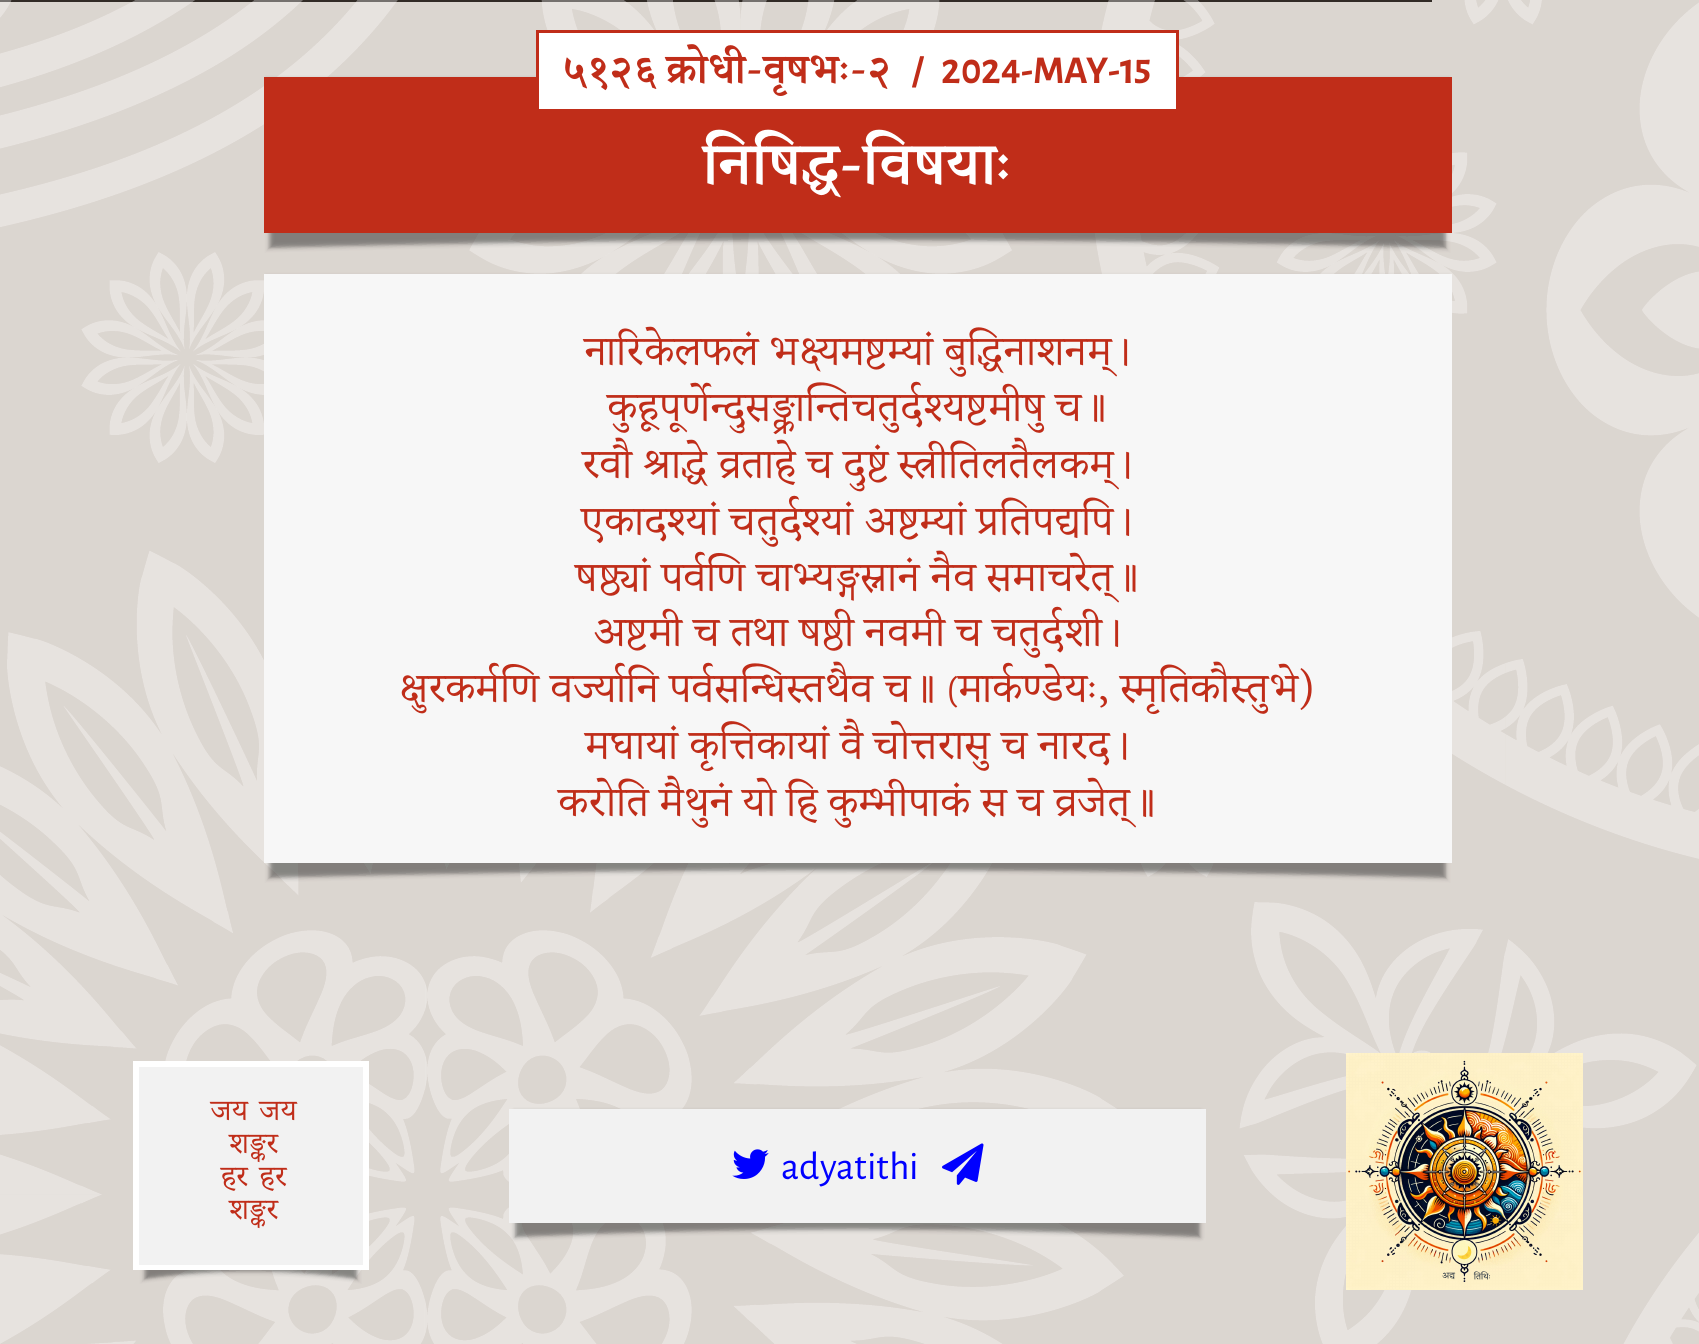 ५१२६ क्रोधी-वृषभः-२ / 2024-MAY-15
निषिद्ध-विषयाः
नारिकेलफलं भक्ष्यमष्टम्यां बुद्धिनाशनम्।
कुहूपूर्णेन्दुसङ्क्रान्तिचतुर्दश्यष्टमीषु च॥
रवौ श्राद्धे व्रताहे च दुष्टं स्त्रीतिलतैलकम्।
एकादश्यां चतुर्दश्यां अष्टम्यां प्रतिपद्यपि।
षष्ठ्यां पर्वणि चाभ्यङ्गस्नानं नैव समाचरेत्॥
अष्टमी च तथा षष्ठी नवमी च चतुर्दशी।
क्षुरकर्मणि वर्ज्यानि पर्वसन्धिस्तथैव च॥ (मार्कण्डेयः, स्मृतिकौस्तुभे)
मघायां कृत्तिकायां वै चोत्तरासु च नारद।
करोति मैथुनं यो हि कुम्भीपाकं स च व्रजेत्॥
जय जय
शङ्कर
हर हर
शङ्कर
adyatithi
अद्य तिथिः